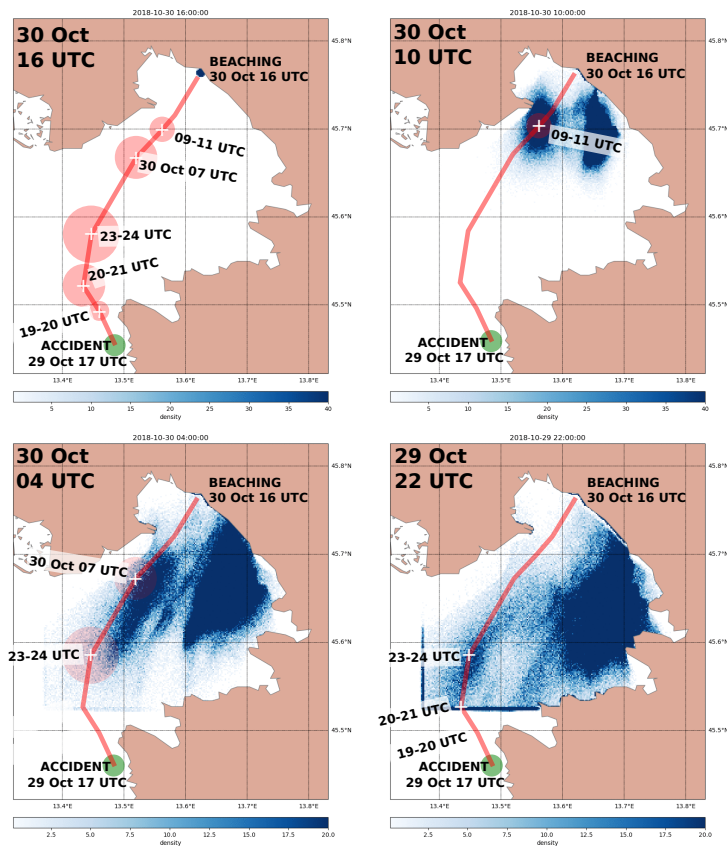 2018-10-30 16:00:00
30 Oct
16 UTC
BEACHING
30 Oct 16 UTC
09-11 UTC
30 Oct 07 UTC
23-24 UTC
20-21 UTC
19-20 UTC
ACCIDENT
29 Oct 17 UTC
45.8°N
45.7°N
45.6°N
45.5°N
13.4°E 13.5°E 13.6°E 13.7°E 13.8°E
5 10 15 20 25 30 35 40
density
2018-10-30 10:00:00
30 Oct
10 UTC
BEACHING
30 Oct 16 UTC
09-11 UTC
ACCIDENT
29 Oct 17 UTC
45.8°N
45.7°N
45.6°N
45.5°N
13.4°E 13.5°E 13.6°E 13.7°E 13.8°E
5 10 15 20 25 30 35 40
density
2018-10-30 04:00:00
30 Oct
04 UTC
BEACHING
30 Oct 16 UTC
30 Oct 07 UTC
23-24 UTC
ACCIDENT
29 Oct 17 UTC
45.8°N
45.7°N
45.6°N
45.5°N
13.4°E 13.5°E 13.6°E 13.7°E 13.8°E
2.5 5.0 7.5 10.0 12.5 15.0 17.5 20.0
density
2018-10-29 22:00:00
29 Oct
22 UTC
BEACHING
30 Oct 16 UTC
23-24 UTC
20-21 UTC
19-20 UTC
ACCIDENT
29 Oct 17 UTC
45.8°N
45.7°N
45.6°N
45.5°N
13.4°E 13.5°E 13.6°E 13.7°E 13.8°E
2.5 5.0 7.5 10.0 12.5 15.0 17.5 20.0
density